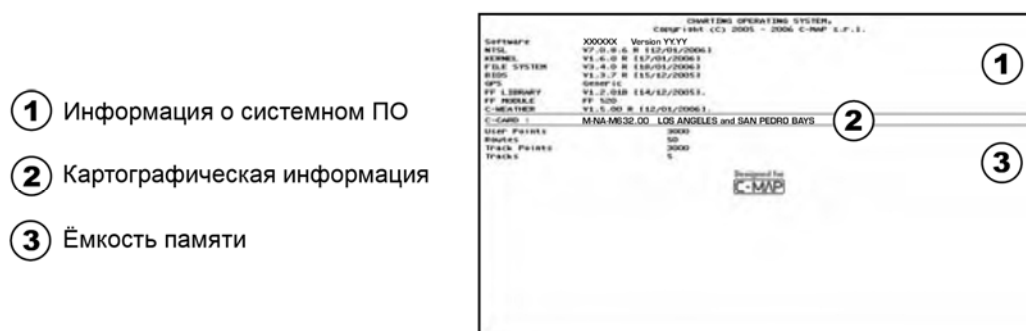 1 Информация о системном ПО
2 Картографическая информация
3 Ёмкость памяти
CHARTING OPERATING SYSTEM,
Copyright (C) 2005 - 2006 C-MAP s.r.l.
Software XXXXXX Version YY.YY
NTSL V7.0.0.6 R [12/01/2006]
KERNEL V1.6.0 R [17/01/2006]
FILE SYSTEM V3.4.0 R [18/01/2006]
BIOS V1.3.7 R [15/12/2005]
GPS Generic
FF LIBRARY V1.2.01B [14/12/2005].
FF MODULE FF 520
C-WEATHER V1.5.00 R [12/01/2006].
1
C-CARD : M-NA-M632.00 LOS ANGELES and SAN PEDRO BAYS
2
User Points 3000
Routes 50
Track Points 3000
Tracks 5
3
Designed for
C-MAP